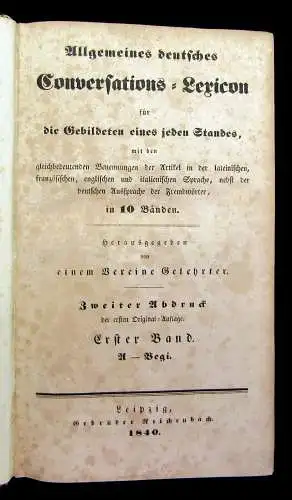 Allgemeines deutsches
Conversations-Lexicon
für
die Gebildeten eines jeden Standes,
mit den
gleichbedeutenden Benennungen der Artikel in der lateinischen,
französischen, englischen und italienischen Sprache, nebst der
deutschen Aussprache der Fremdwörter,
in 10 Bänden.
Herausgegeben
von
einem Vereine Gelehrter.
Zweiter Abdruck
der ersten Original-Auflage.
Erster Band.
A — Begi.
Leipzig,
Gebrüder Reichenbach.
1840.